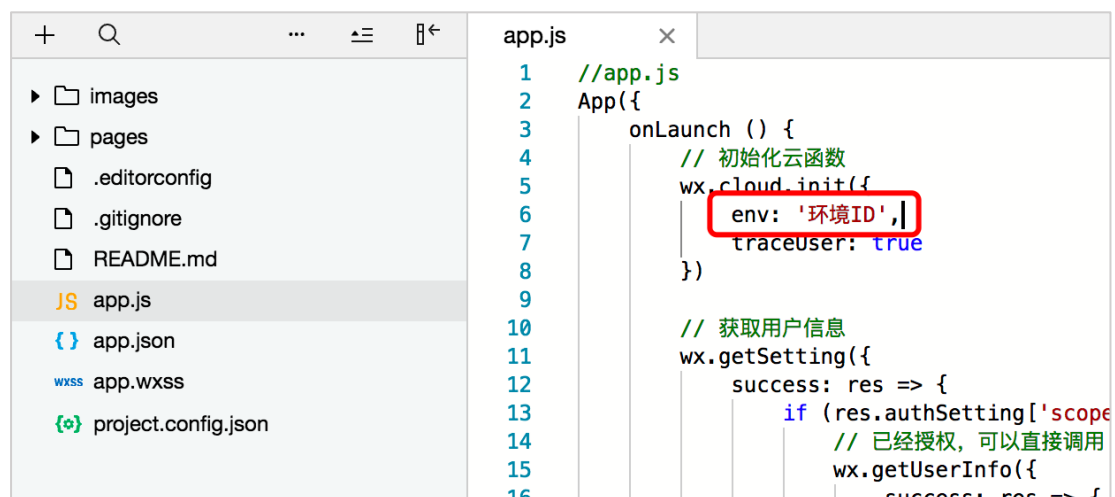 images
pages
.editorconfig
.gitignore
README.md
JS app.js
{ } app.json
wxss app.wxss
{o} project.config.json
app.js ×
1 //app.js
2 App({
3 onLaunch () {
4 // 初始化云函数
5 wx.cloud.init({
6 env: '环境ID',
7 traceUser: true
8 })
9
10 // 获取用户信息
11 wx.getSetting({
12 success: res => {
13 if (res.authSetting['scope
14 // 已经授权，可以直接调用
15 wx.getUserInfo({
16 success: res => {